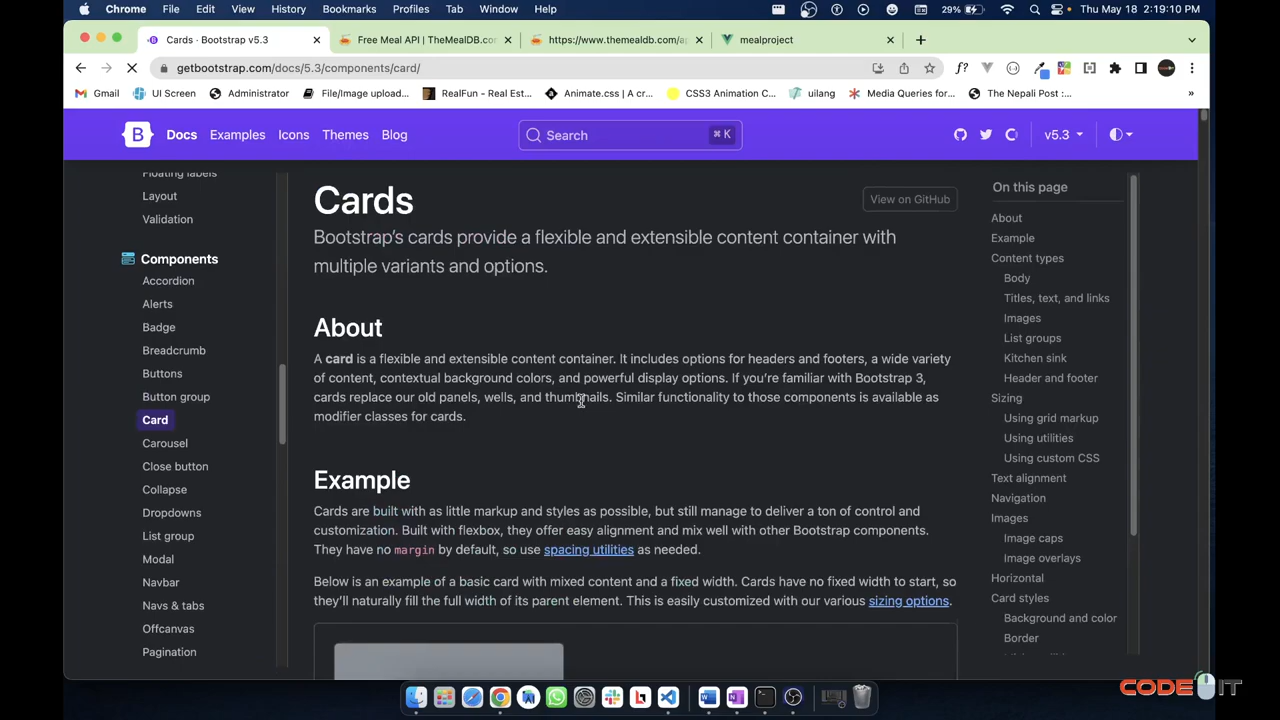 Chrome File Edit View History Bookmarks Profiles Tab Window Help 29% Thu May 18 2:19:10 PM
Cards · Bootstrap v5.3 Free Meal API | TheMealDB.co https://www.themealdb.com/a mealproject
getbootstrap.com/docs/5.3/components/card/
Gmail UI Screen Administrator File/Image upload... RealFun - Real Est... Animate.css | A cr... CSS3 Animation C... uilang Media Queries for... The Nepali Post :... »
B Docs Examples Icons Themes Blog Search ⌘ K v5.3
Floating labels
Layout
Validation
Components
Accordion
Alerts
Badge
Breadcrumb
Buttons
Button group
Card
Carousel
Close button
Collapse
Dropdowns
List group
Modal
Navbar
Navs & tabs
Offcanvas
Pagination
Cards
View on GitHub
Bootstrap's cards provide a flexible and extensible content container with
multiple variants and options.
About
A card is a flexible and extensible content container. It includes options for headers and footers, a wide variety
of content, contextual background colors, and powerful display options. If you're familiar with Bootstrap 3,
cards replace our old panels, wells, and thumbnails. Similar functionality to those components is available as
modifier classes for cards.
Example
Cards are built with as little markup and styles as possible, but still manage to deliver a ton of control and
customization. Built with flexbox, they offer easy alignment and mix well with other Bootstrap components.
They have no margin by default, so use spacing utilities as needed.
Below is an example of a basic card with mixed content and a fixed width. Cards have no fixed width to start, so
they'll naturally fill the full width of its parent element. This is easily customized with our various sizing options.
On this page
About
Example
Content types
Body
Titles, text, and links
Images
List groups
Kitchen sink
Header and footer
Sizing
Using grid markup
Using utilities
Using custom CSS
Text alignment
Navigation
Images
Image caps
Image overlays
Horizontal
Card styles
Background and color
Border
CODE IT